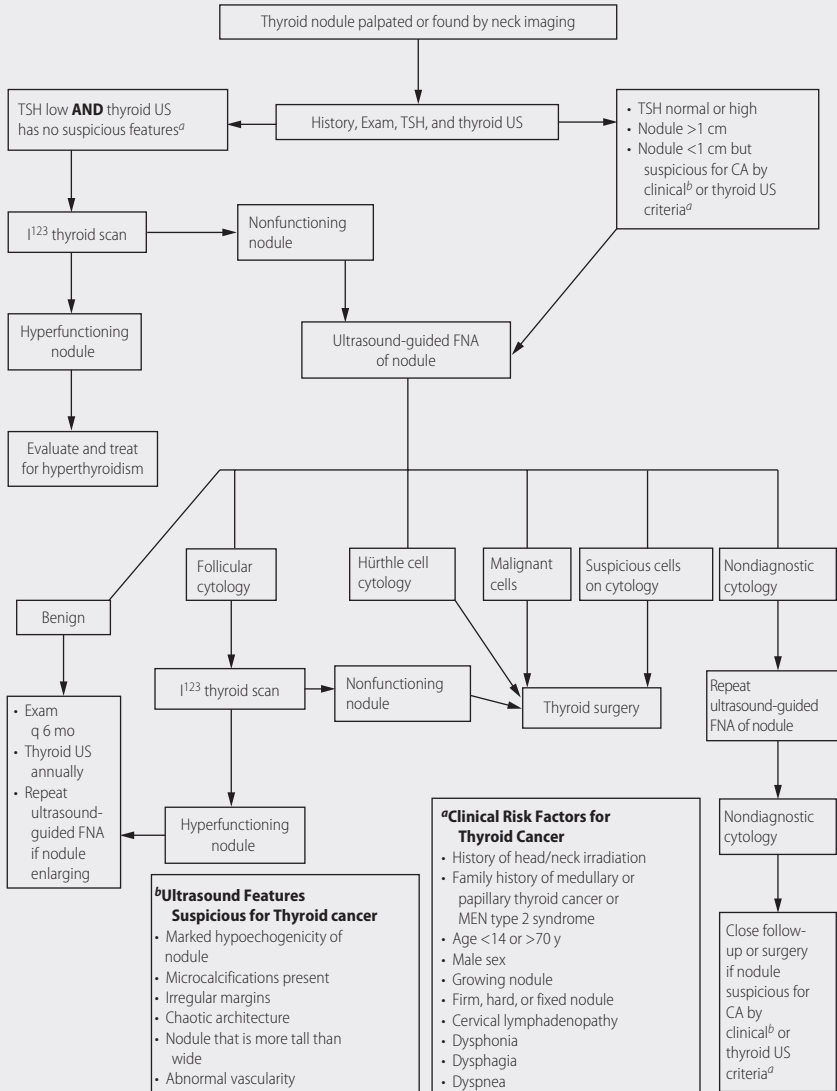 Thyroid nodule palpated or found by neck imaging
TSH low AND thyroid US
has no suspicious featuresᵃ
History, Exam, TSH, and thyroid US
• TSH normal or high
• Nodule >1 cm
• Nodule <1 cm but
suspicious for CA by
clinicalᵇ or thyroid US
criteriaᵃ
I¹²³ thyroid scan
Nonfunctioning
nodule
Hyperfunctioning
nodule
Ultrasound-guided FNA
of nodule
Evaluate and treat
for hyperthyroidism
Benign
Follicular
cytology
Hürthle cell
cytology
Malignant
cells
Suspicious cells
on cytology
Nondiagnostic
cytology
• Exam
q 6 mo
• Thyroid US
annually
• Repeat
ultrasound-
guided FNA
if nodule
enlarging
I¹²³ thyroid scan
Nonfunctioning
nodule
Thyroid surgery
Repeat
ultrasound-guided
FNA of nodule
Hyperfunctioning
nodule
Nondiagnostic
cytology
Close follow-
up or surgery
if nodule
suspicious for
CA by
clinicalᵇ or
thyroid US
criteriaᵃ
ᵇUltrasound Features
Suspicious for Thyroid cancer
• Marked hypoechogenicity of
nodule
• Microcalcifications present
• Irregular margins
• Chaotic architecture
• Nodule that is more tall than
wide
• Abnormal vascularity
ᵃClinical Risk Factors for
Thyroid Cancer
• History of head/neck irradiation
• Family history of medullary or
papillary thyroid cancer or
MEN type 2 syndrome
• Age <14 or >70 y
• Male sex
• Growing nodule
• Firm, hard, or fixed nodule
• Cervical lymphadenopathy
• Dysphonia
• Dysphagia
• Dyspnea